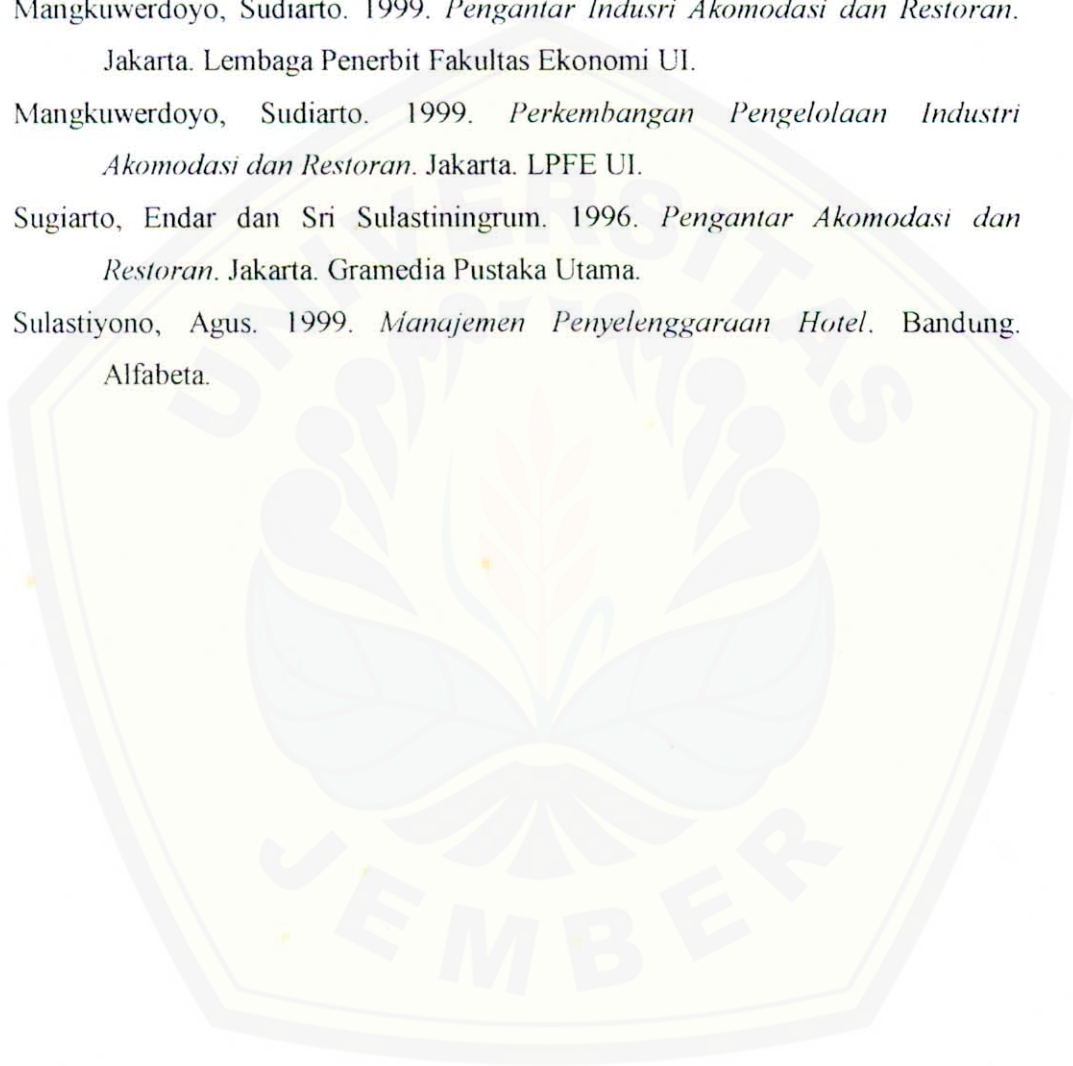 Mangkuwerdoyo, Sudiarto. 1999. Pengantar Indusri Akomodasi dan Restoran.
Jakarta. Lembaga Penerbit Fakultas Ekonomi UI.
Mangkuwerdoyo, Sudiarto. 1999. Perkembangan Pengelolaan Industri
Akomodasi dan Restoran. Jakarta. LPFE UI.
Sugiarto, Endar dan Sri Sulastiningrum. 1996. Pengantar Akomodasi dan
Restoran. Jakarta. Gramedia Pustaka Utama.
Sulastiyono, Agus. 1999. Manajemen Penyelenggaraan Hotel. Bandung.
Alfabeta.
UNIVERSITAS
JEMBER